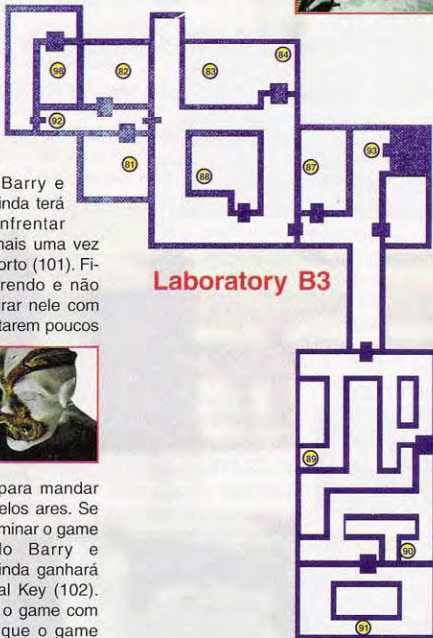 98
82
83
84
92
81
88
87
93
Barry e
inda terá
nfrentar
nais uma vez
orto (101). Fi-
rrendo e não
rar nele com
tarem poucos
Laboratory B3
89
90
91
para mandar
elos ares. Se
minar o game
do Barry e
inda ganhará
al Key (102).
o game com
que o game